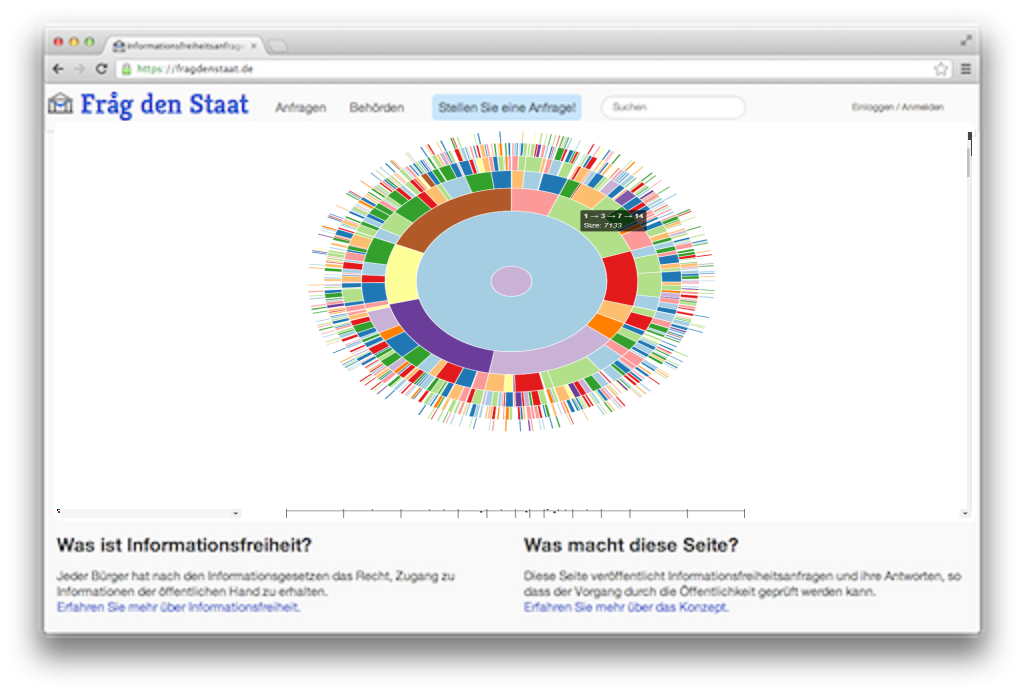 Informationsfreiheitsanfrage
https://fragdenstaat.de
Fråg den Staat
Anfragen
Behörden
Stellen Sie eine Anfrage!
Suchen
Einloggen / Anmelden
1 → 3 → 7 → 14
Size: 7133
Was ist Informationsfreiheit?
Jeder Bürger hat nach den Informationsgesetzen das Recht, Zugang zu
Informationen der öffentlichen Hand zu erhalten.
Erfahren Sie mehr über Informationsfreiheit.
Was macht diese Seite?
Diese Seite veröffentlicht Informationsfreiheitsanfragen und ihre Antworten, so
dass der Vorgang durch die Öffentlichkeit geprüft werden kann.
Erfahren Sie mehr über das Konzept.